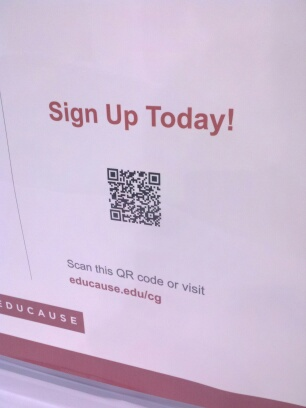 Sign Up Today!
Scan this QR code or visit
educause.edu/cg
EDUCAUSE